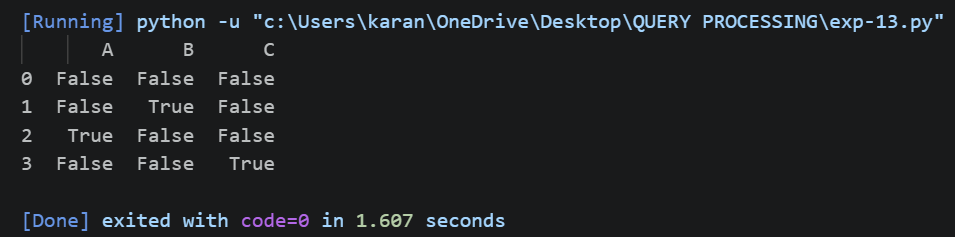 [Running] python -u "c:\Users\karan\OneDrive\Desktop\QUERY PROCESSING\exp-13.py"
       A      B      C
0  False  False  False
1  False   True  False
2   True  False  False
3  False  False   True
[Done] exited with code=0 in 1.607 seconds